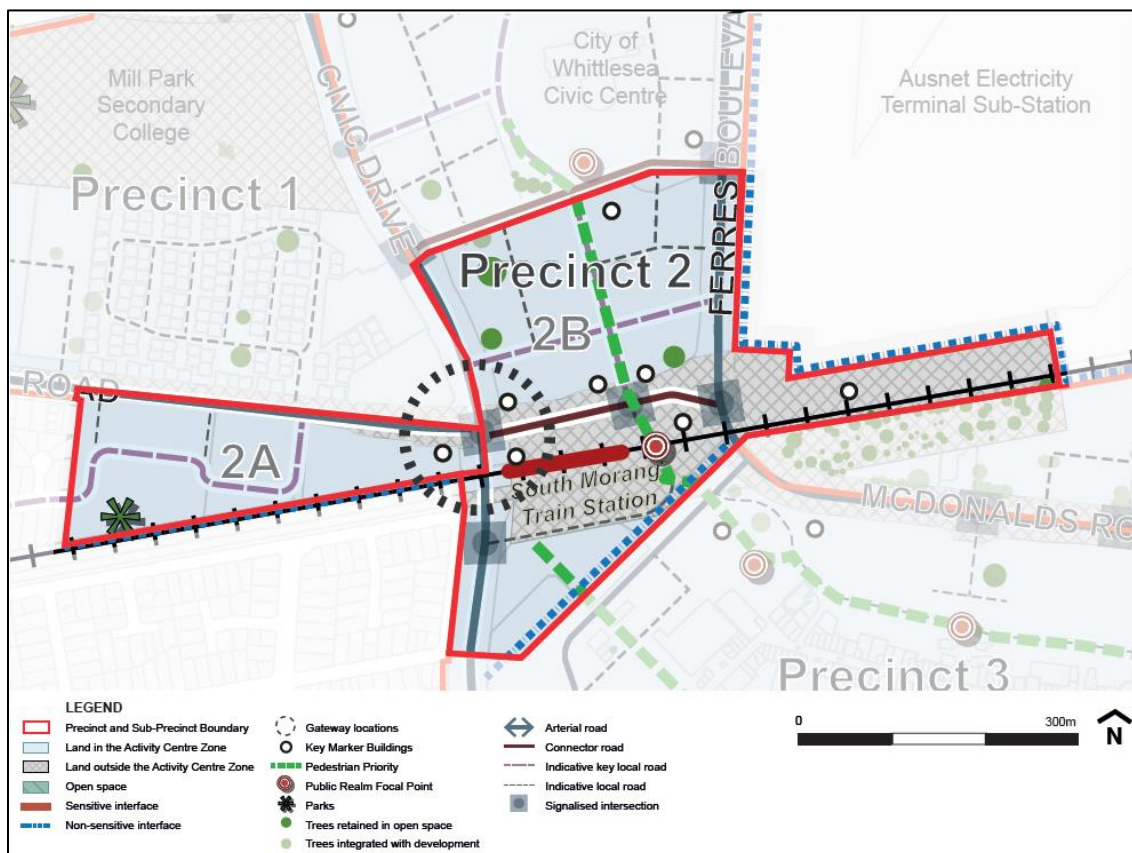 Mill Park
Secondary
College
CIVIC DRIVE
City of
Whittlesea
Civic Centre
BOULEVA
Ausnet Electricity
Terminal Sub-Station
Precinct 1
FERRES
Precinct 2
2B
ROAD
2A
South Morang
Train Station
MCDONALDS RO
Precinct 3
LEGEND
Precinct and Sub-Precinct Boundary
Land in the Activity Centre Zone
Land outside the Activity Centre Zone
Open space
Sensitive interface
Non-sensitive interface
Gateway locations
Key Marker Buildings
Pedestrian Priority
Public Realm Focal Point
Parks
Trees retained in open space
Trees integrated with development
Arterial road
Connector road
Indicative key local road
Indicative local road
Signalised intersection
0 300m
N